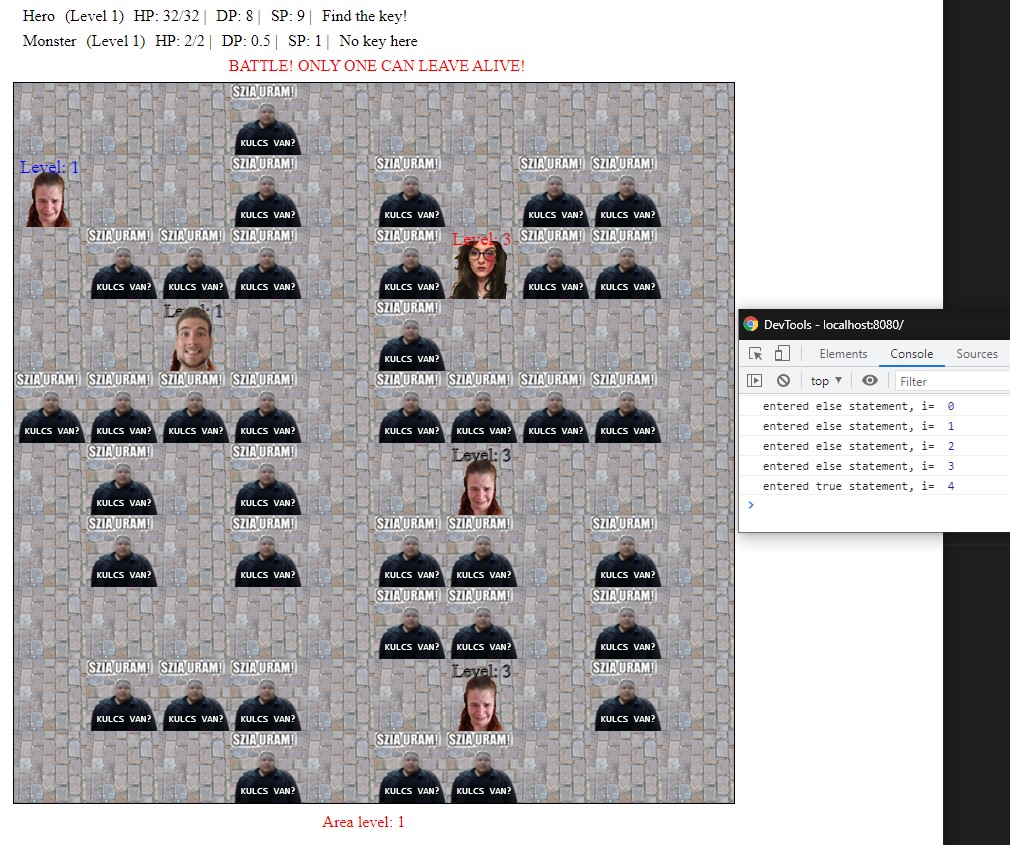 Hero (Level 1) HP: 32/32 | DP: 8 | SP: 9 | Find the key!
Monster (Level 1) HP: 2/2 | DP: 0.5 | SP: 1 | No key here
BATTLE! ONLY ONE CAN LEAVE ALIVE!
SZIA URAM!
KULCS VAN?
Level: 1 SZIA URAM! SZIA URAM! SZIA URAM! SZIA URAM!
KULCS VAN? KULCS VAN? KULCS VAN? KULCS VAN?
SZIA URAM! SZIA URAM! SZIA URAM! SZIA URAM! Level: 3 SZIA URAM! SZIA URAM!
KULCS VAN? KULCS VAN? KULCS VAN? KULCS VAN? KULCS VAN? KULCS VAN?
Level: 1 SZIA URAM!
KULCS VAN?
SZIA URAM! SZIA URAM! SZIA URAM! SZIA URAM! SZIA URAM! SZIA URAM! SZIA URAM! SZIA URAM!
KULCS VAN? KULCS VAN? KULCS VAN? KULCS VAN? KULCS VAN? KULCS VAN? KULCS VAN? KULCS VAN?
SZIA URAM! SZIA URAM! Level: 3
KULCS VAN? KULCS VAN?
SZIA URAM! SZIA URAM! SZIA URAM! SZIA URAM! SZIA URAM!
KULCS VAN? KULCS VAN? KULCS VAN? KULCS VAN? KULCS VAN?
SZIA URAM! SZIA URAM! SZIA URAM!
KULCS VAN? KULCS VAN? KULCS VAN?
SZIA URAM! SZIA URAM! SZIA URAM! Level: 3 SZIA URAM!
KULCS VAN? KULCS VAN? KULCS VAN? KULCS VAN?
SZIA URAM! SZIA URAM! SZIA URAM!
KULCS VAN? KULCS VAN? KULCS VAN?
Area level: 1
DevTools - localhost:8080/
Elements Console Sources
top Filter
entered else statement, i= 0
entered else statement, i= 1
entered else statement, i= 2
entered else statement, i= 3
entered true statement, i= 4